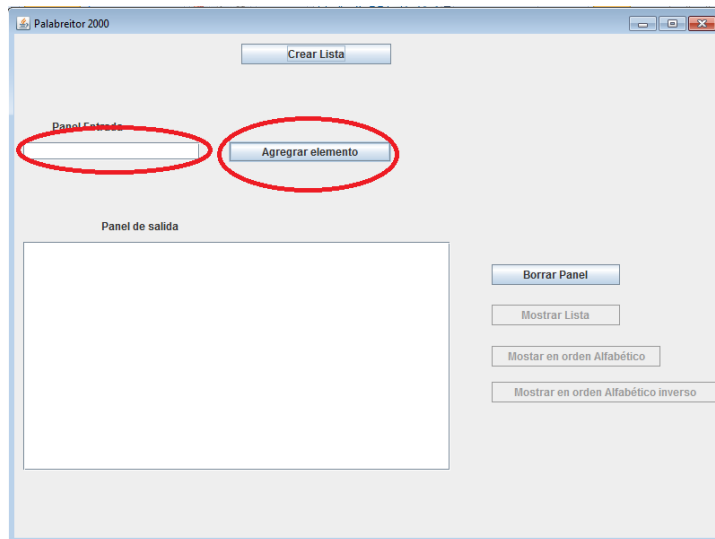 Palabreitor 2000
Crear Lista
Panel Entrada
Agregrar elemento
Panel de salida
Borrar Panel
Mostrar Lista
Mostar en orden Alfabético
Mostrar en orden Alfabético inverso